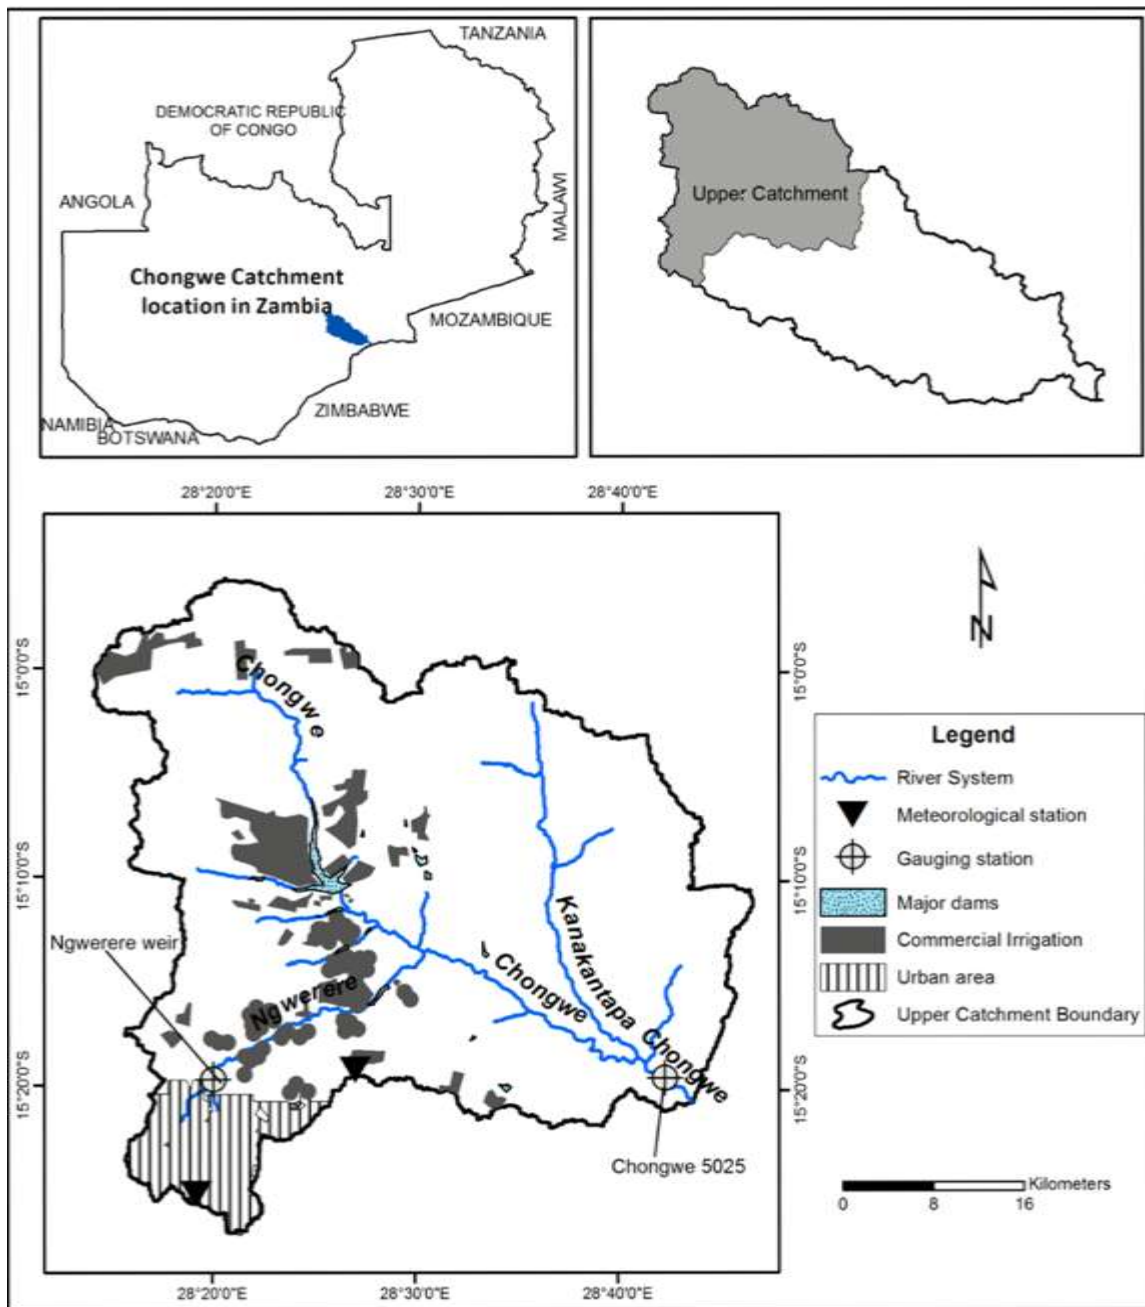 TANZANIA
DEMOCRATIC REPUBLIC
OF CONGO
ANGOLA
MALAWI
Chongwe Catchment
location in Zambia
MOZAMBIQUE
ZIMBABWE
NAMIBIA
BOTSWANA
Upper Catchment
28°20'0"E
28°30'0"E
28°40'0"E
15°0'0"S
15°0'0"S
Chongwe
N
Legend
River System
Meteorological station
Gauging station
Major dams
Commercial Irrigation
Urban area
Upper Catchment Boundary
15°10'0"S
15°10'0"S
Ngwerere weir
Kanakantapa
Chongwe
Ngwerere
Chongwe
15°20'0"S
15°20'0"S
Chongwe 5025
Kilometers
0 8 16
28°20'0"E
28°30'0"E
28°40'0"E